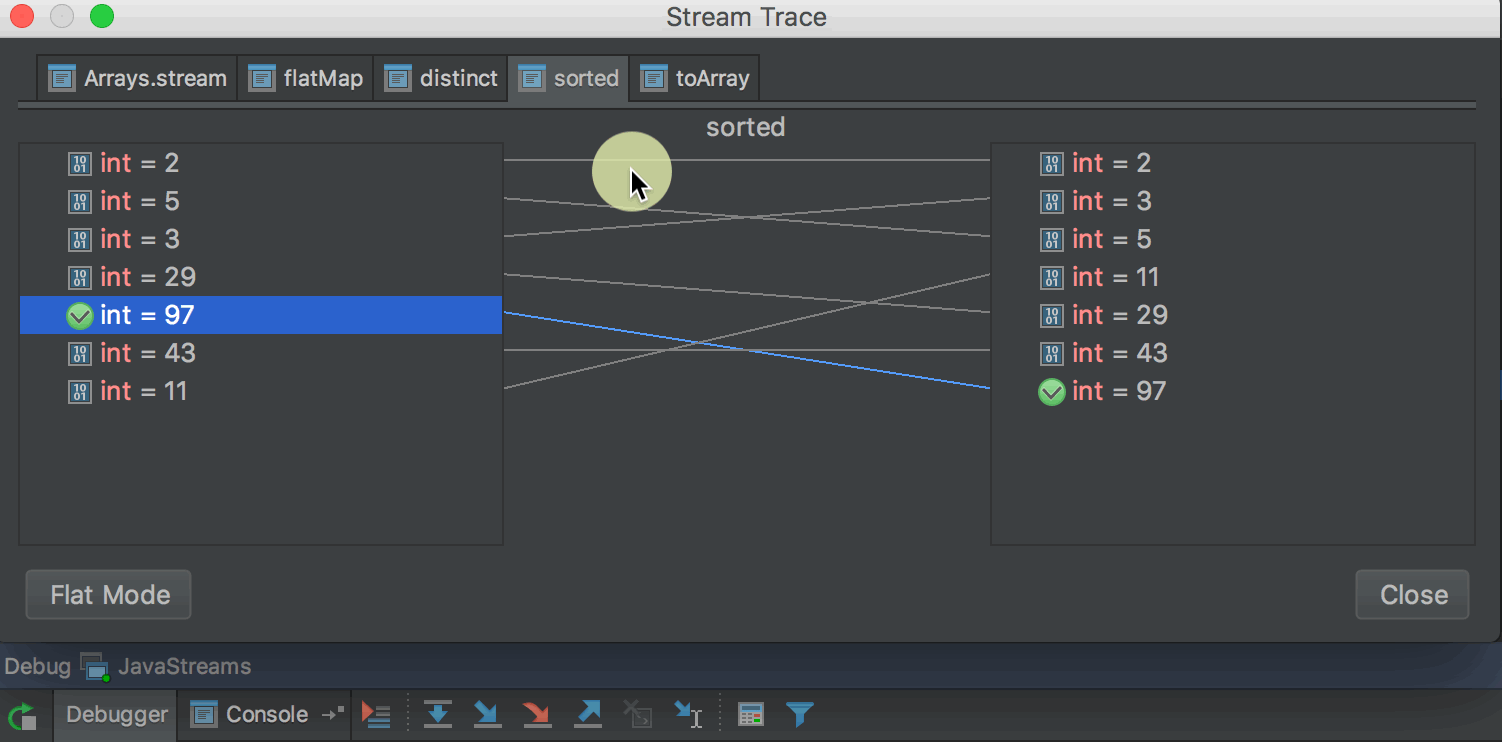 Stream Trace
Arrays.stream flatMap distinct sorted toArray
sorted
int = 2
int = 5
int = 3
int = 29
int = 97
int = 43
int = 11
int = 2
int = 3
int = 5
int = 11
int = 29
int = 43
int = 97
Flat Mode Close
Debug JavaStreams
Debugger Console